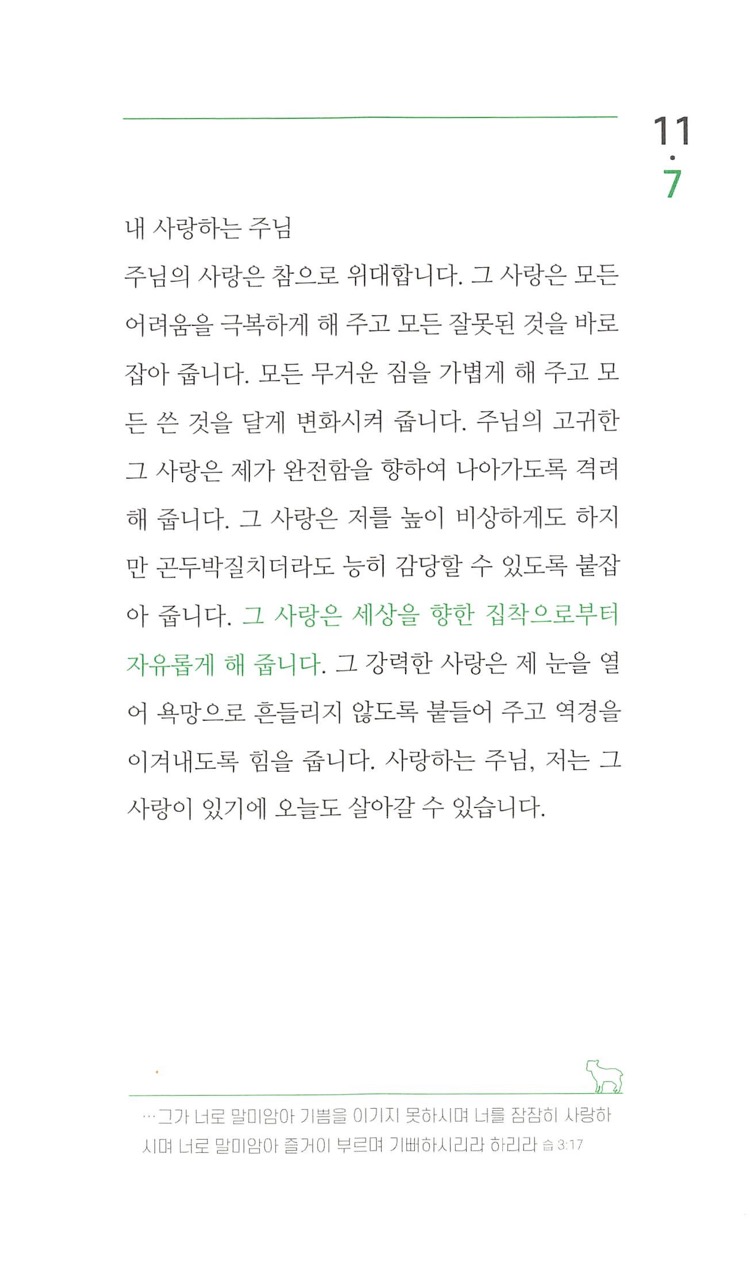 11
·
7
내 사랑하는 주님
주님의 사랑은 참으로 위대합니다. 그 사랑은 모든
어려움을 극복하게 해 주고 모든 잘못된 것을 바로
잡아 줍니다. 모든 무거운 짐을 가볍게 해 주고 모
든 쓴 것을 달게 변화시켜 줍니다. 주님의 고귀한
그 사랑은 제가 완전함을 향하여 나아가도록 격려
해 줍니다. 그 사랑은 저를 높이 비상하게도 하지
만 곤두박질치더라도 능히 감당할 수 있도록 붙잡
아 줍니다. 그 사랑은 세상을 향한 집착으로부터
자유롭게 해 줍니다. 그 강력한 사랑은 제 눈을 열
어 욕망으로 흔들리지 않도록 붙들어 주고 역경을
이겨내도록 힘을 줍니다. 사랑하는 주님, 저는 그
사랑이 있기에 오늘도 살아갈 수 있습니다.
…그가 너로 말미암아 기쁨을 이기지 못하시며 너를 잠잠히 사랑하
시며 너로 말미암아 즐거이 부르며 기뻐하시리라 하리라 습 3:17